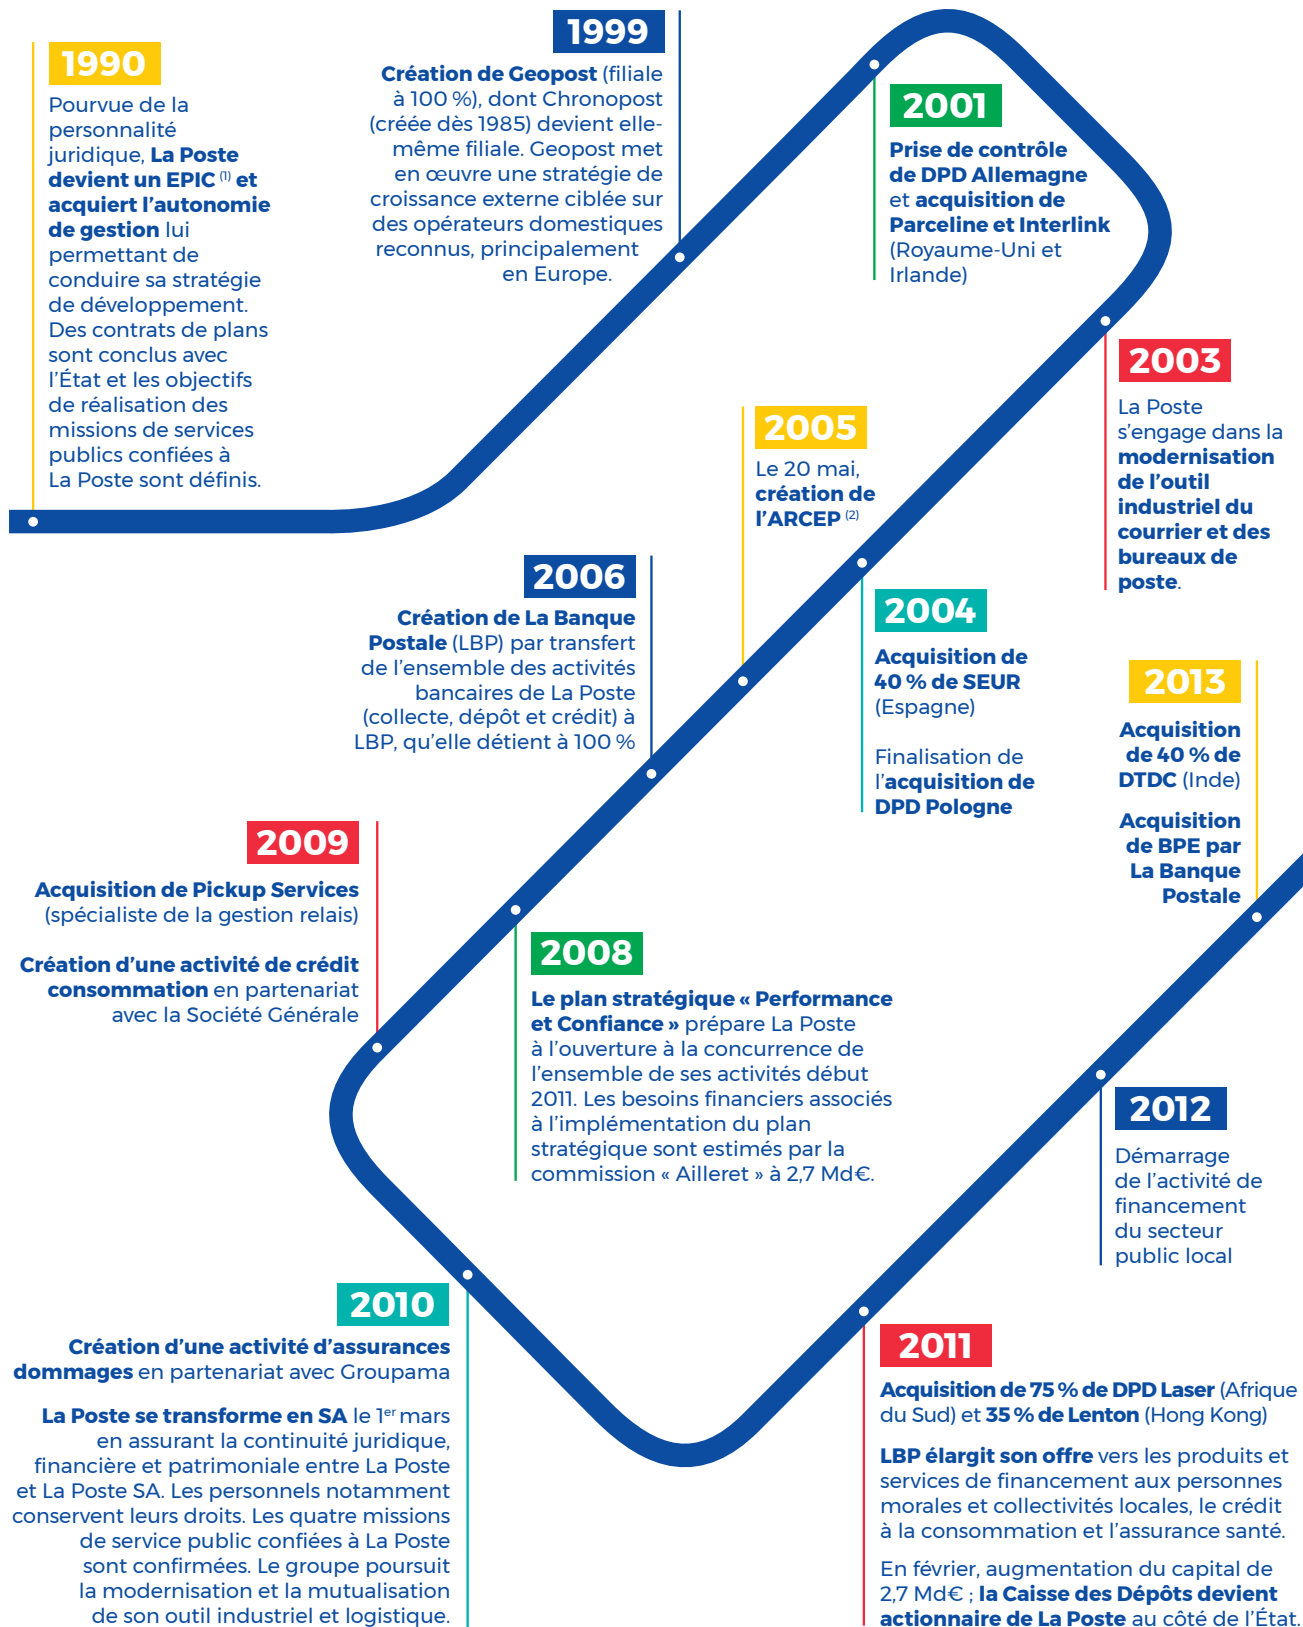 1990
Pourvue de la
personnalité
juridique, La Poste
devient un EPIC (1) et
acquiert l’autonomie
de gestion lui
permettant de
conduire sa stratégie
de développement.
Des contrats de plans
sont conclus avec
l’État et les objectifs
de réalisation des
missions de services
publics confiées à
La Poste sont définis.
1999
Création de Geopost (filiale
à 100 %), dont Chronopost
(créée dès 1985) devient elle-
même filiale. Geopost met
en œuvre une stratégie de
croissance externe ciblée sur
des opérateurs domestiques
reconnus, principalement
en Europe.
2001
Prise de contrôle
de DPD Allemagne
et acquisition de
Parceline et Interlink
(Royaume-Uni et
Irlande)
2003
La Poste
s’engage dans la
modernisation
de l’outil
industriel du
courrier et des
bureaux de
poste.
2004
Acquisition de
40 % de SEUR
(Espagne)
Finalisation de
l’acquisition de
DPD Pologne
2005
Le 20 mai,
création de
l’ARCEP (2)
2006
Création de La Banque
Postale (LBP) par transfert
de l’ensemble des activités
bancaires de La Poste
(collecte, dépôt et crédit) à
LBP, qu’elle détient à 100 %
2008
Le plan stratégique « Performance
et Confiance » prépare La Poste
à l’ouverture à la concurrence de
l’ensemble de ses activités début
2011. Les besoins financiers associés
à l’implémentation du plan
stratégique sont estimés par la
commission « Ailleret » à 2,7 Md€.
2009
Acquisition de Pickup Services
(spécialiste de la gestion relais)
Création d’une activité de crédit
consommation en partenariat
avec la Société Générale
2010
Création d’une activité d’assurances
dommages en partenariat avec Groupama
La Poste se transforme en SA le 1er mars
en assurant la continuité juridique,
financière et patrimoniale entre La Poste
et La Poste SA. Les personnels notamment
conservent leurs droits. Les quatre missions
de service public confiées à La Poste
sont confirmées. Le groupe poursuit
la modernisation et la mutualisation
de son outil industriel et logistique.
2011
Acquisition de 75 % de DPD Laser (Afrique
du Sud) et 35 % de Lenton (Hong Kong)
LBP élargit son offre vers les produits et
services de financement aux personnes
morales et collectivités locales, le crédit
à la consommation et l’assurance santé.
En février, augmentation du capital de
2,7 Md€ ; la Caisse des Dépôts devient
actionnaire de La Poste au côté de l’État.
2012
Démarrage
de l’activité de
financement
du secteur
public local
2013
Acquisition
de 40 % de
DTDC (Inde)
Acquisition
de BPE par
La Banque
Postale